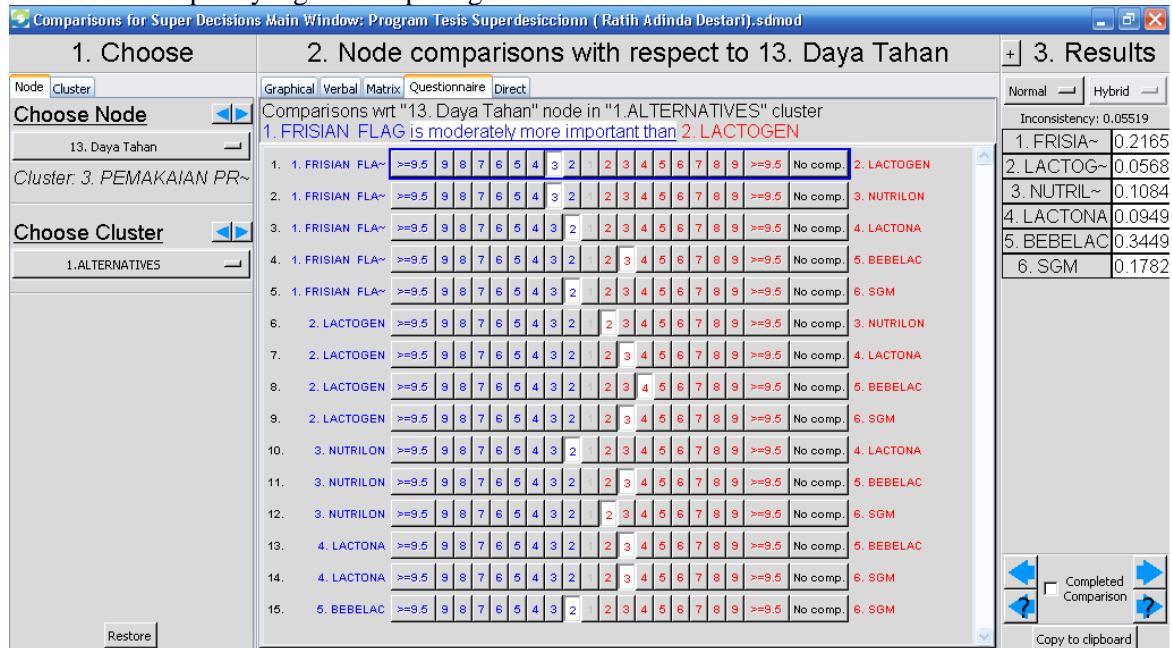 Comparisons for Super Decisions Main Window: Program Tesis Superdesiccionn ( Ratih Adinda Destari).sdmod
1. Choose
2. Node comparisons with respect to 13. Daya Tahan
+ 3. Results
Node Cluster
Choose Node
13. Daya Tahan
Cluster: 3. PEMAKAIAN PR~
Choose Cluster
1.ALTERNATIVES
Restore
Graphical Verbal Matrix Questionnaire Direct
Comparisons wrt "13. Daya Tahan" node in "1.ALTERNATIVES" cluster
1. FRISIAN FLAG is moderately more important than 2. LACTOGEN
1. 1. FRISIAN FLA~ >=9.5 9 8 7 6 5 4 3 2 1 2 3 4 5 6 7 8 9 >=9.5 No comp. 2. LACTOGEN
2. 1. FRISIAN FLA~ >=9.5 9 8 7 6 5 4 3 2 1 2 3 4 5 6 7 8 9 >=9.5 No comp. 3. NUTRILON
3. 1. FRISIAN FLA~ >=9.5 9 8 7 6 5 4 3 2 1 2 3 4 5 6 7 8 9 >=9.5 No comp. 4. LACTONA
4. 1. FRISIAN FLA~ >=9.5 9 8 7 6 5 4 3 2 1 2 3 4 5 6 7 8 9 >=9.5 No comp. 5. BEBELAC
5. 1. FRISIAN FLA~ >=9.5 9 8 7 6 5 4 3 2 1 2 3 4 5 6 7 8 9 >=9.5 No comp. 6. SGM
6. 2. LACTOGEN >=9.5 9 8 7 6 5 4 3 2 1 2 3 4 5 6 7 8 9 >=9.5 No comp. 3. NUTRILON
7. 2. LACTOGEN >=9.5 9 8 7 6 5 4 3 2 1 2 3 4 5 6 7 8 9 >=9.5 No comp. 4. LACTONA
8. 2. LACTOGEN >=9.5 9 8 7 6 5 4 3 2 1 2 3 4 5 6 7 8 9 >=9.5 No comp. 5. BEBELAC
9. 2. LACTOGEN >=9.5 9 8 7 6 5 4 3 2 1 2 3 4 5 6 7 8 9 >=9.5 No comp. 6. SGM
10. 3. NUTRILON >=9.5 9 8 7 6 5 4 3 2 1 2 3 4 5 6 7 8 9 >=9.5 No comp. 4. LACTONA
11. 3. NUTRILON >=9.5 9 8 7 6 5 4 3 2 1 2 3 4 5 6 7 8 9 >=9.5 No comp. 5. BEBELAC
12. 3. NUTRILON >=9.5 9 8 7 6 5 4 3 2 1 2 3 4 5 6 7 8 9 >=9.5 No comp. 6. SGM
13. 4. LACTONA >=9.5 9 8 7 6 5 4 3 2 1 2 3 4 5 6 7 8 9 >=9.5 No comp. 5. BEBELAC
14. 4. LACTONA >=9.5 9 8 7 6 5 4 3 2 1 2 3 4 5 6 7 8 9 >=9.5 No comp. 6. SGM
15. 5. BEBELAC >=9.5 9 8 7 6 5 4 3 2 1 2 3 4 5 6 7 8 9 >=9.5 No comp. 6. SGM
Normal Hybrid
Inconsistency: 0.05519
1. FRISIA~ 0.2165
2. LACTOG~ 0.0568
3. NUTRIL~ 0.1084
4. LACTONA 0.0949
5. BEBELAC 0.3449
6. SGM 0.1782
Completed
Comparison
? ?
Copy to clipboard